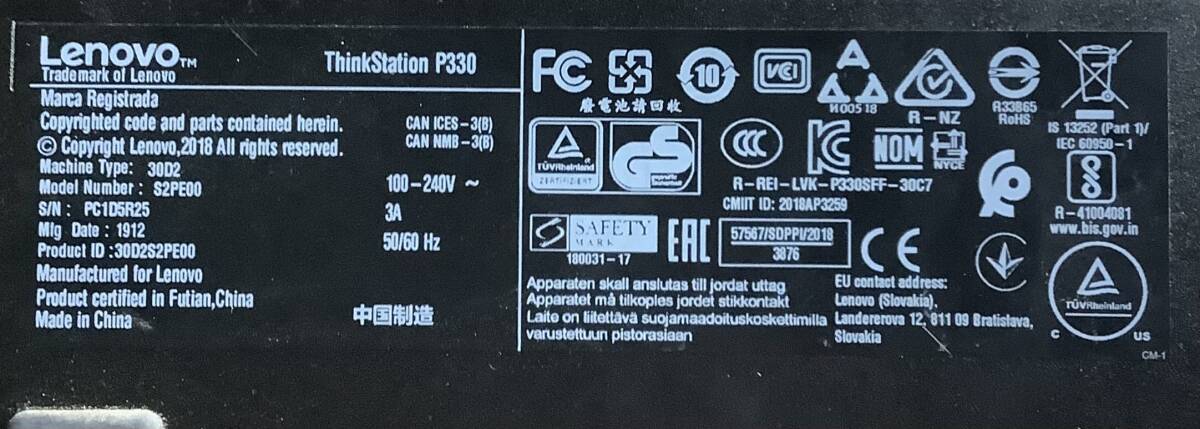 Lenovo™
Trademark of Lenovo
ThinkStation P330
Marca Registrada
Copyrighted code and parts contained herein.
© Copyright Lenovo,2018 All rights reserved.
CAN ICES-3(B)
CAN NMB-3(B)
Machine Type: 30D2
Model Number : S2PE00
S/N : PC1D5R25
Mfg Date : 1912
Product ID :30D2S2PE00
100-240V ~
3A
50/60 Hz
Manufactured for Lenovo
Product certified in Futian,China
Made in China
中国制造
FC
廢電池請回收
10
VCI
N00518
R-NZ
A33B65
RoHS
IS 13252 (Part 1)/
IEC 60950-1
TÜVRheinland
ZERTIFIZIERT
GS
geprüfte
Sicherheit
CCC
KC
NOM
NYCE
R-REI-LVK-P330SFF-30C7
CMIIT ID: 2018AP3259
R-41004081
www.bis.gov.in
SAFETY
MARK
180031-17
EAC
57567/SDPPI/2018
3876
CE
Apparaten skall anslutas till jordat uttag
Apparatet må tilkoples jordet stikkontakt
Laite on liitettävä suojamaadoituskoskettimilla
varustettuun pistorasiaan
EU contact address:
Lenovo (Slovakia),
Landererova 12, 811 09 Bratislava,
Slovakia
TÜVRheinland
C US
CM-1